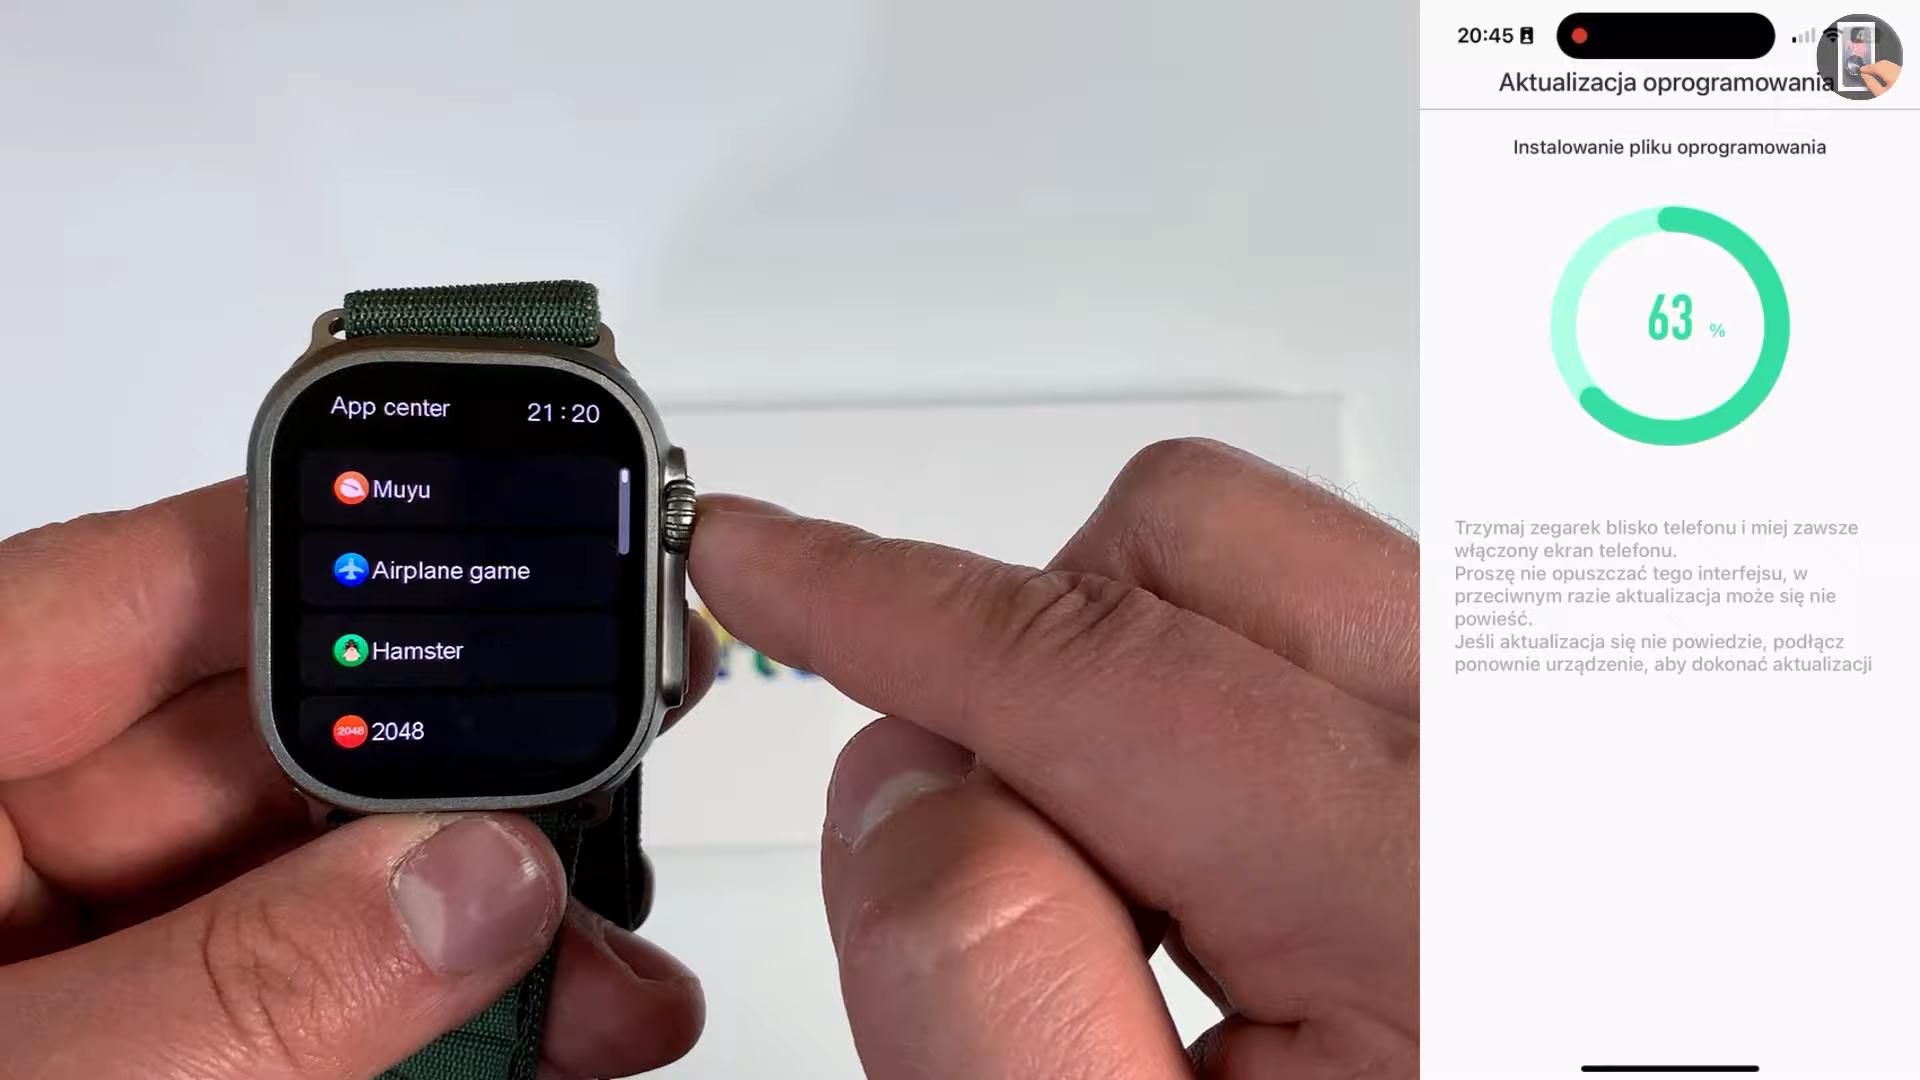 App center 21:20
Muyu
Airplane game
Hamster
2048
2048
20:45
Aktualizacja oprogramowania
Instalowanie pliku oprogramowania
63 %
Trzymaj zegarek blisko telefonu i miej zawsze
włączony ekran telefonu.
Proszę nie opuszczać tego interfejsu, w
przeciwnym razie aktualizacja może się nie
powieść.
Jeśli aktualizacja się nie powiedzie, podłącz
ponownie urządzenie, aby dokonać aktualizacji